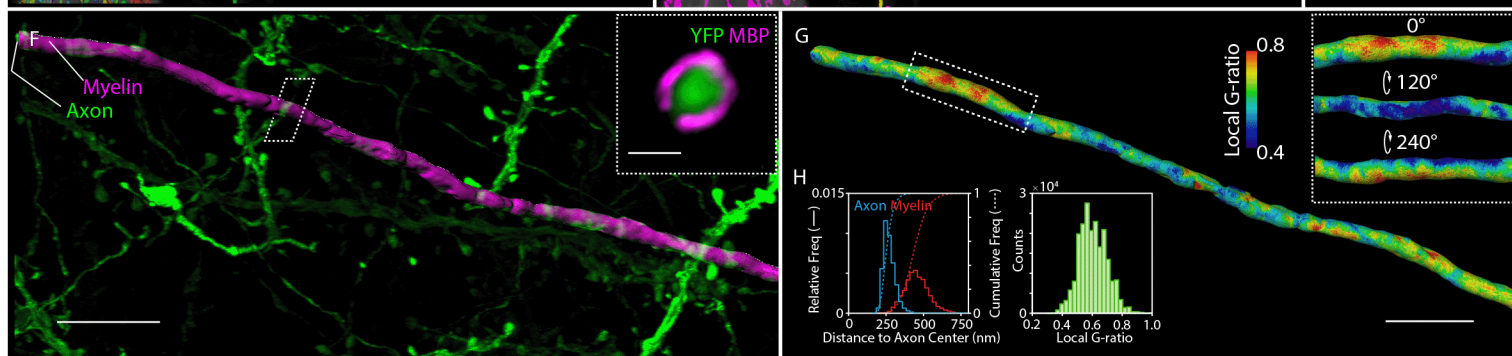 F
Myelin
Axon
YFP MBP
G
Local G-ratio
0.8
0.4
0°
120°
240°
H
0.015
Axon Myelin
1
Relative Freq (—)
0
0
0 250 500 750
Distance to Axon Center (nm)
Cumulative Freq (----)
3 ×10⁴
Counts
0
0.2 0.4 0.6 0.8 1.0
Local G-ratio